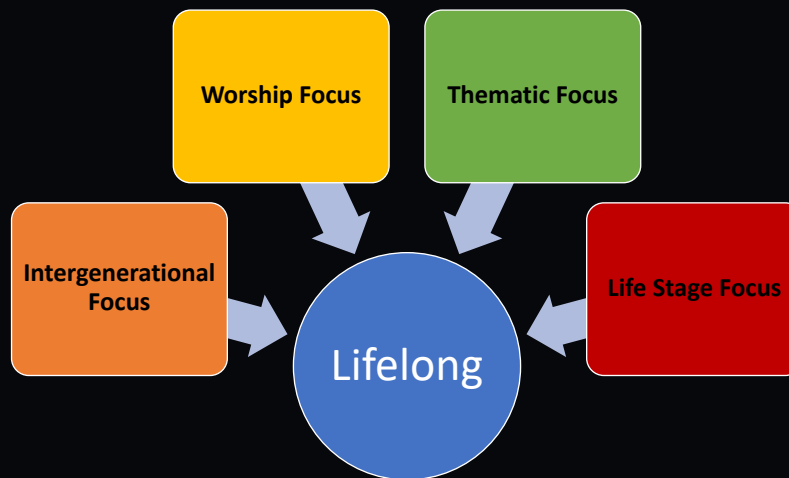 Worship Focus
Thematic Focus
Intergenerational
Focus
Life Stage Focus
Lifelong